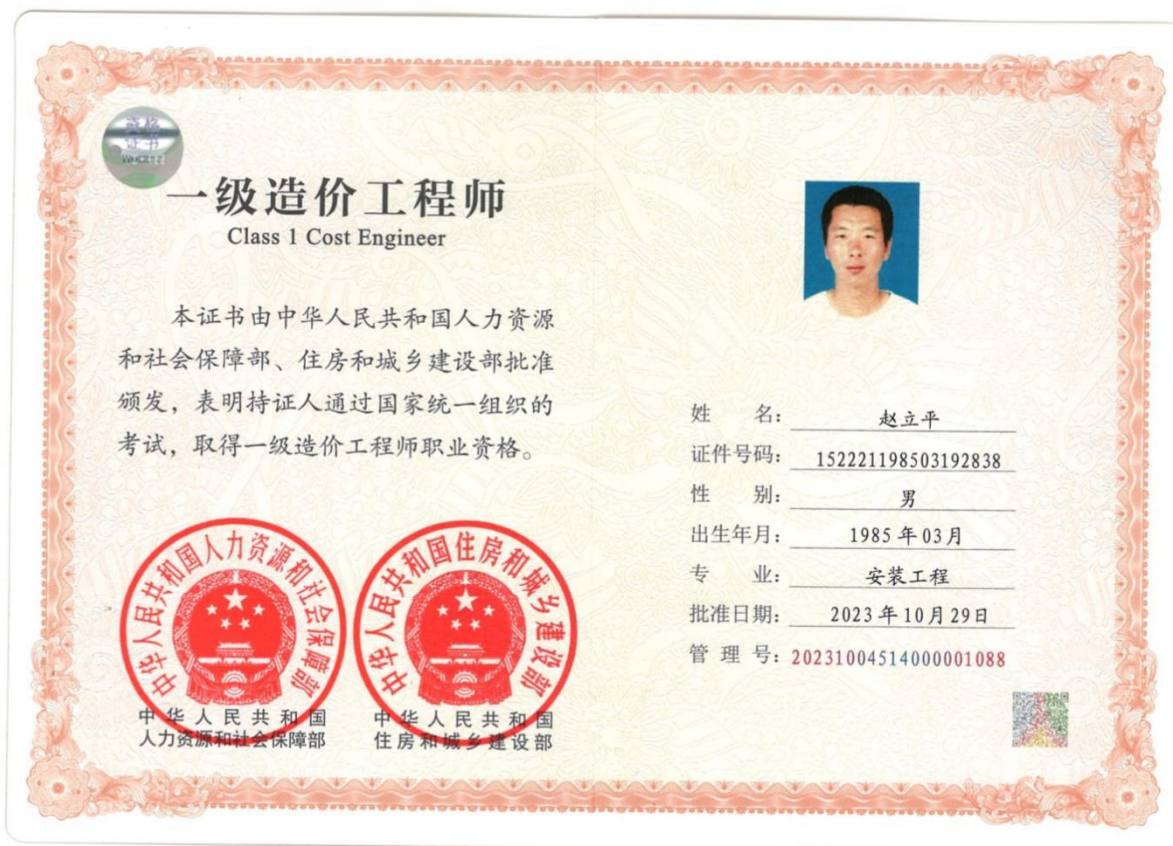 资格
证书
一级造价工程师
Class 1 Cost Engineer
本证书由中华人民共和国人力资源
和社会保障部、住房和城乡建设部批准
颁发，表明持证人通过国家统一组织的
考试，取得一级造价工程师职业资格。
中华人民共和国人力资源和社会保障部
中华人民共和国住房和城乡建设部
中华人民共和国
人力资源和社会保障部
中华人民共和国
住房和城乡建设部
姓 名： 赵立平
证件号码： 152221198503192838
性 别： 男
出生年月： 1985年03月
专 业： 安装工程
批准日期： 2023年10月29日
管 理 号： 20231004514000001088